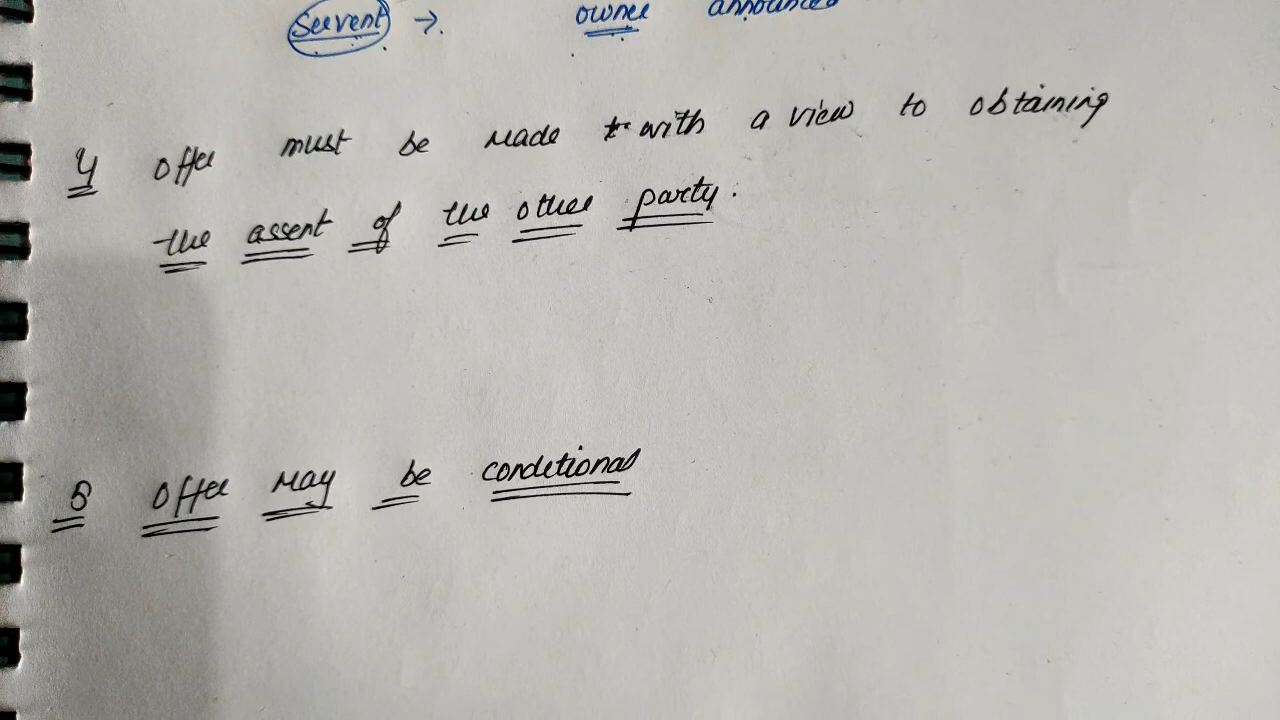 Servent → owner announced
4 offer must be made with a view to obtaining
the assent of the other party.
5 offer may be conditional